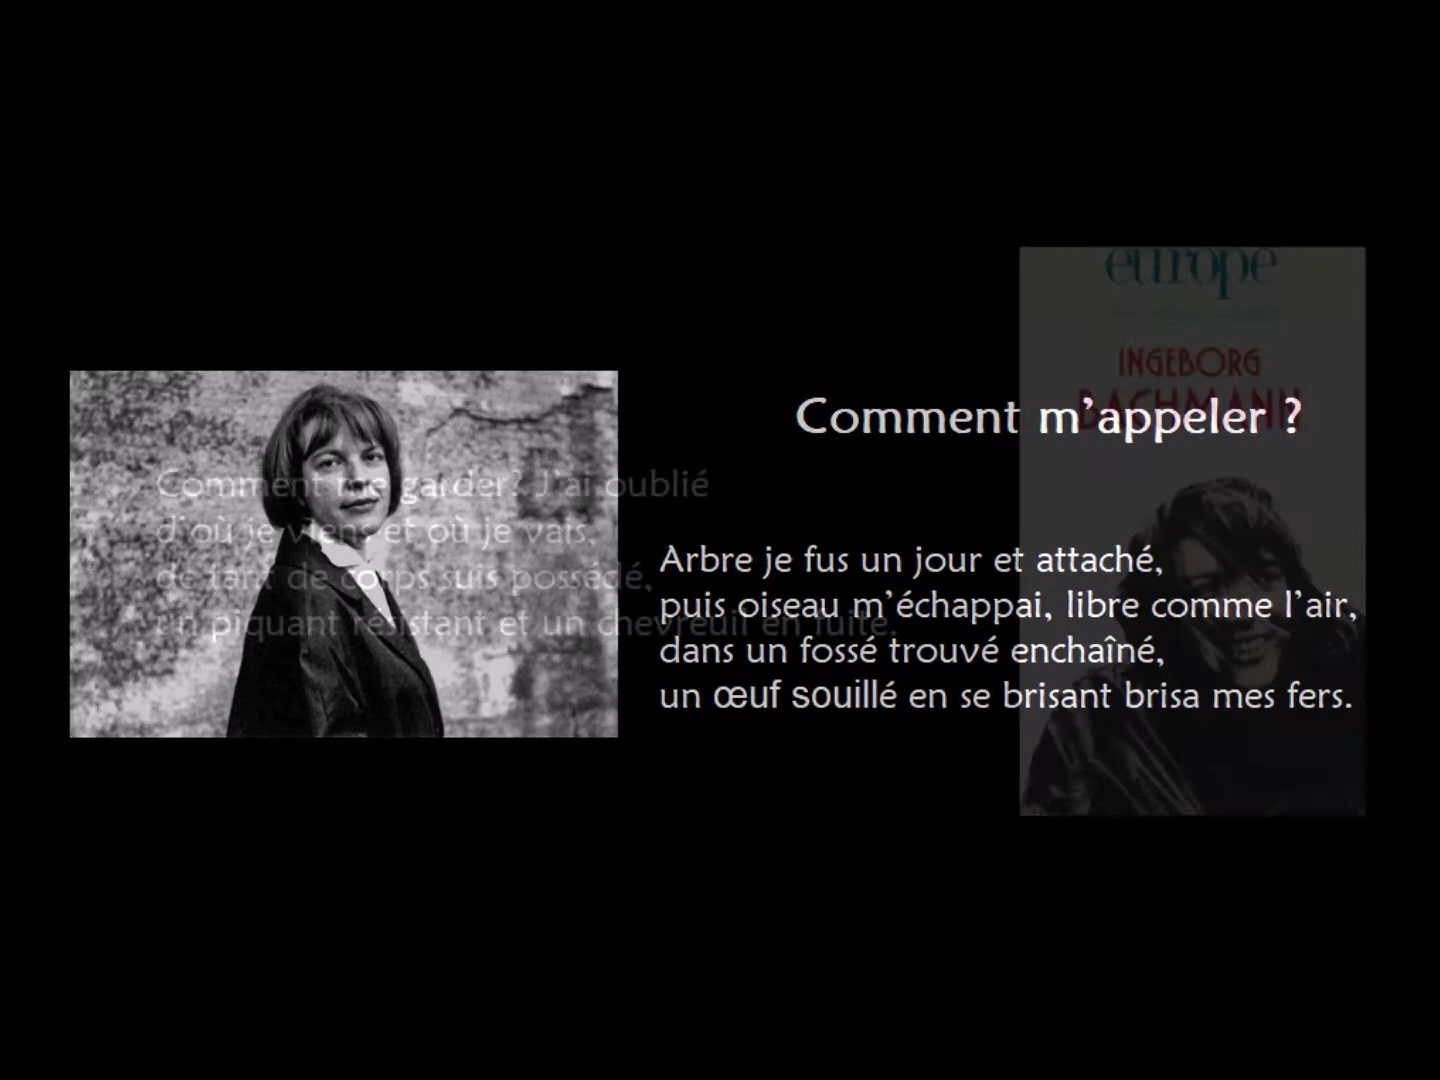 Comment m’appeler ?
Arbre je fus un jour et attaché,
puis oiseau m’échappai, libre comme l’air,
dans un fossé trouvé enchaîné,
un œuf souillé en se brisant brisa mes fers.
Comment me garder? J’ai oublié
d’où je viens et où je vais,
de tant de corps suis possédé,
un piquant résistant et un chevreuil en fuite.
europe
INGEBORG
BACHMANN